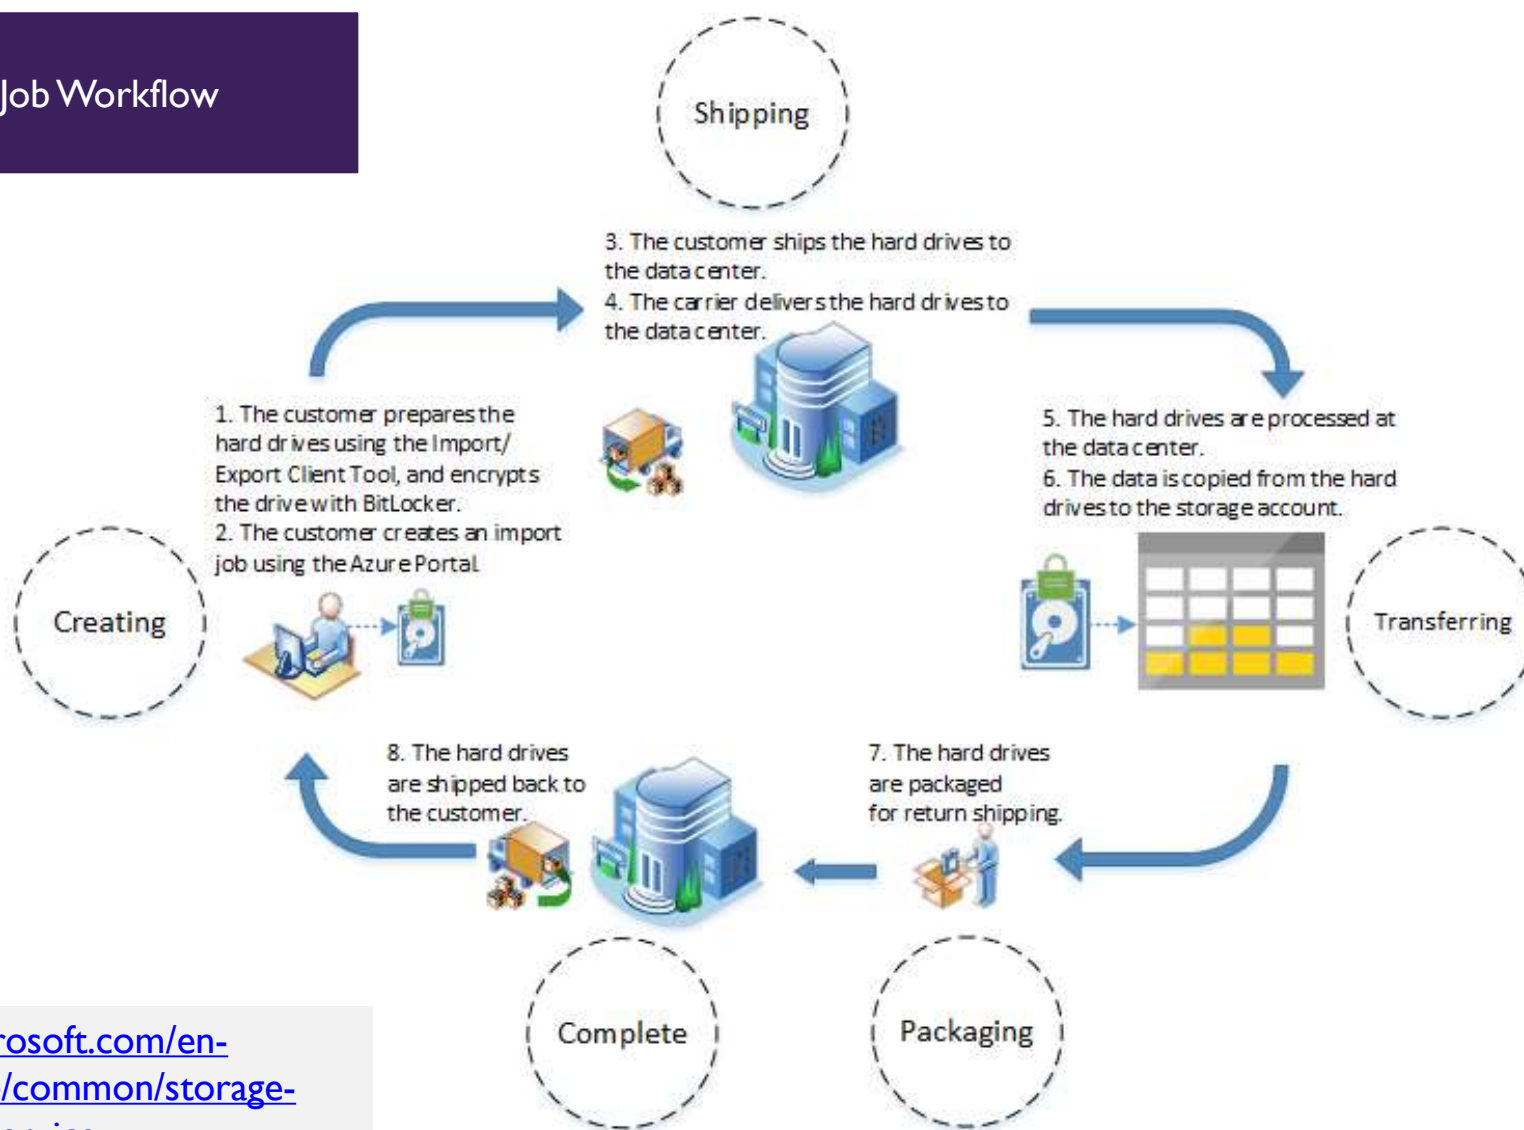 Job Workflow
Shipping
3. The customer ships the hard drives to
the data center.
4. The carrier delivers the hard drives to
the data center.
1. The customer prepares the
hard drives using the Import/
Export Client Tool, and encrypts
the drive with BitLocker.
2. The customer creates an import
job using the Azure Portal
Creating
5. The hard drives are processed at
the data center.
6. The data is copied from the hard
drives to the storage account.
Transferring
8. The hard drives
are shipped back to
the customer.
7. The hard drives
are packaged
for return shipping.
Complete
Packaging
rosoft.com/en-
/common/storage-